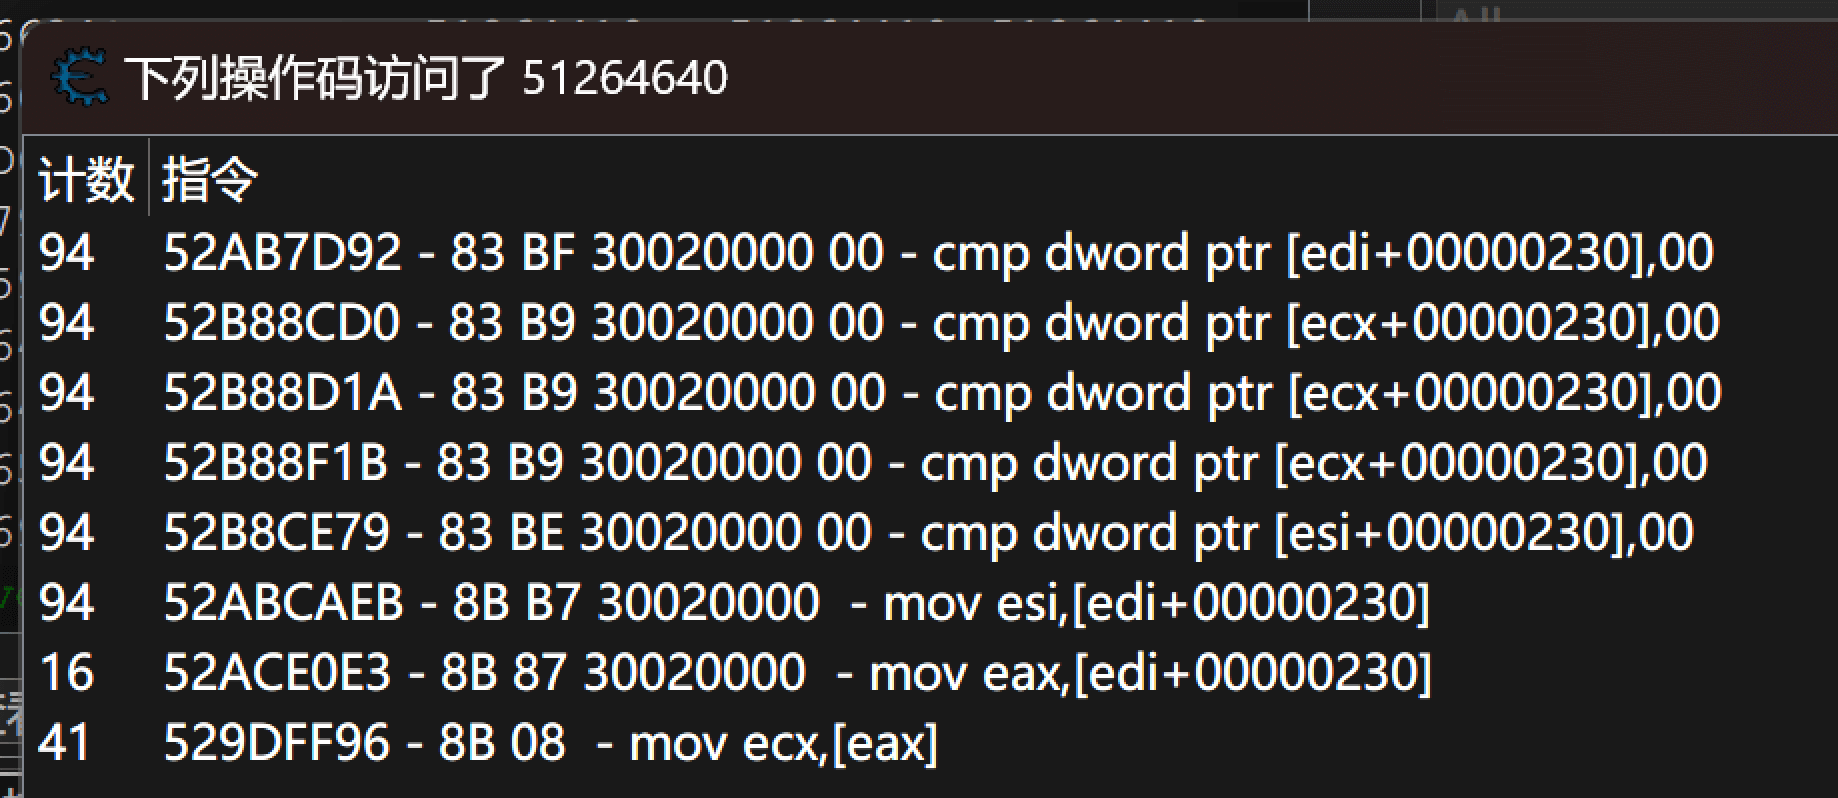 下列操作码访问了 51264640
计数 指令
94 52AB7D92 - 83 BF 30020000 00 - cmp dword ptr [edi+00000230],00
94 52B88CD0 - 83 B9 30020000 00 - cmp dword ptr [ecx+00000230],00
94 52B88D1A - 83 B9 30020000 00 - cmp dword ptr [ecx+00000230],00
94 52B88F1B - 83 B9 30020000 00 - cmp dword ptr [ecx+00000230],00
94 52B8CE79 - 83 BE 30020000 00 - cmp dword ptr [esi+00000230],00
94 52ABCAEB - 8B B7 30020000 - mov esi,[edi+00000230]
16 52ACE0E3 - 8B 87 30020000 - mov eax,[edi+00000230]
41 529DFF96 - 8B 08 - mov ecx,[eax]